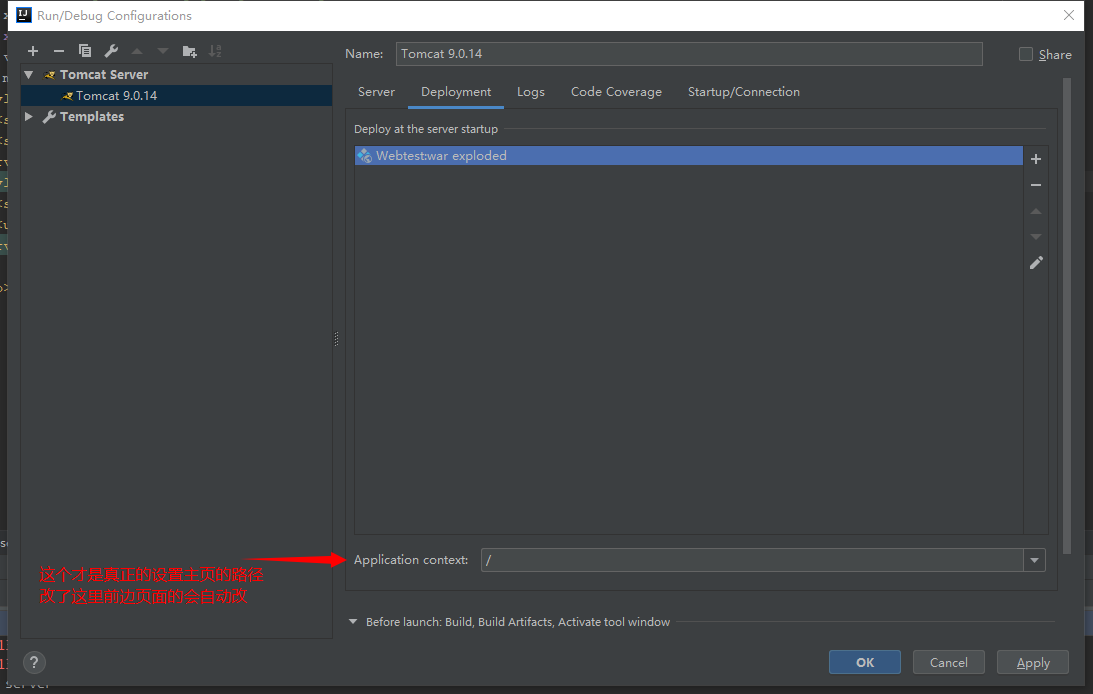 Run/Debug Configurations
Name: Tomcat 9.0.14
Share
Tomcat Server
Tomcat 9.0.14
Templates
Server Deployment Logs Code Coverage Startup/Connection
Deploy at the server startup
Webtest:war exploded
Application context: /
这个才是真正的设置主页的路径
改了这里前边页面的会自动改
Before launch: Build, Build Artifacts, Activate tool window
?
OK Cancel Apply